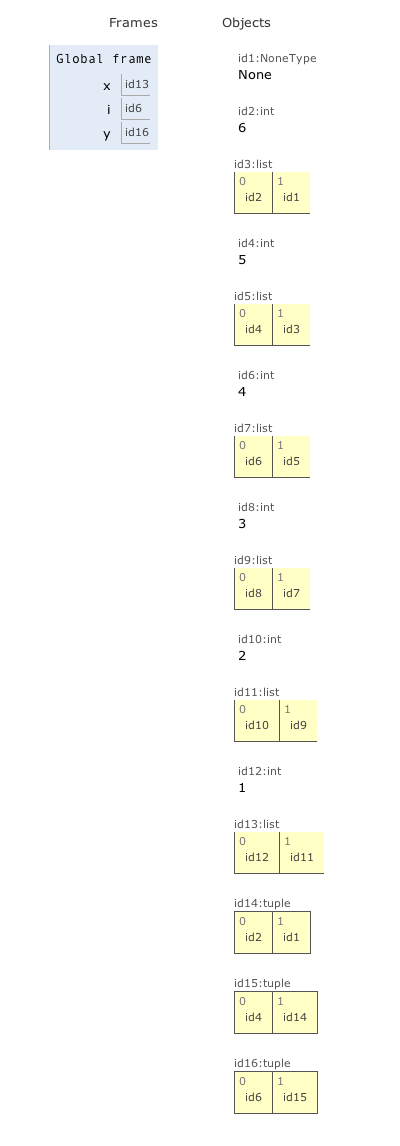 Frames Objects
Global frame
x id13
i id6
y id16
id1:NoneType
None
id2:int
6
id3:list
0 1
id2 id1
id4:int
5
id5:list
0 1
id4 id3
id6:int
4
id7:list
0 1
id6 id5
id8:int
3
id9:list
0 1
id8 id7
id10:int
2
id11:list
0 1
id10 id9
id12:int
1
id13:list
0 1
id12 id11
id14:tuple
0 1
id2 id1
id15:tuple
0 1
id4 id14
id16:tuple
0 1
id6 id15